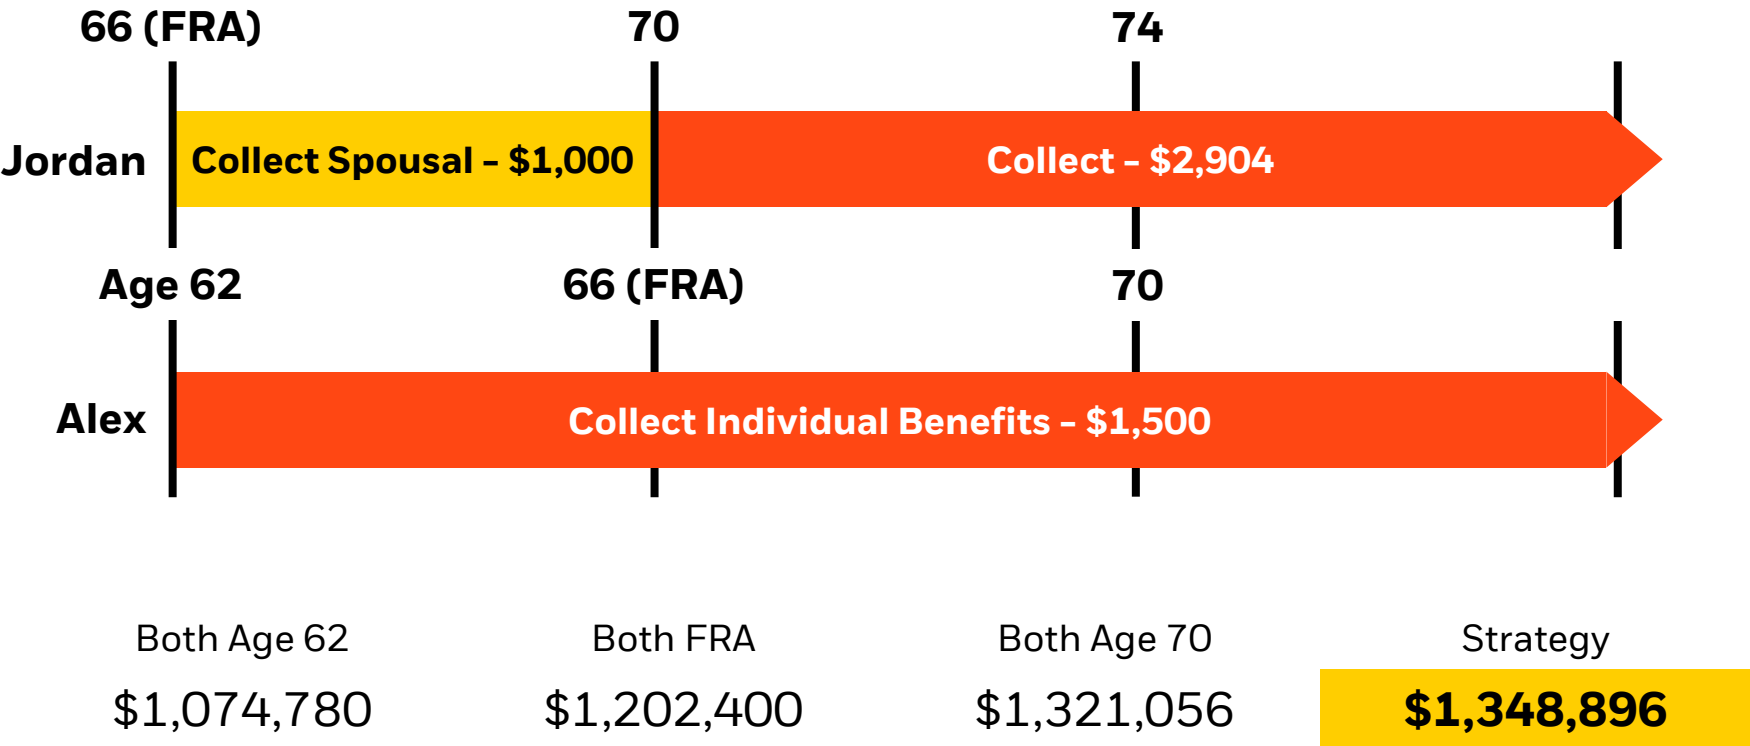 66 (FRA) 70 74
Jordan Collect Spousal – $1,000 Collect – $2,904
Age 62 66 (FRA) 70
Alex Collect Individual Benefits – $1,500
Both Age 62 Both FRA Both Age 70 Strategy
$1,074,780 $1,202,400 $1,321,056 $1,348,896